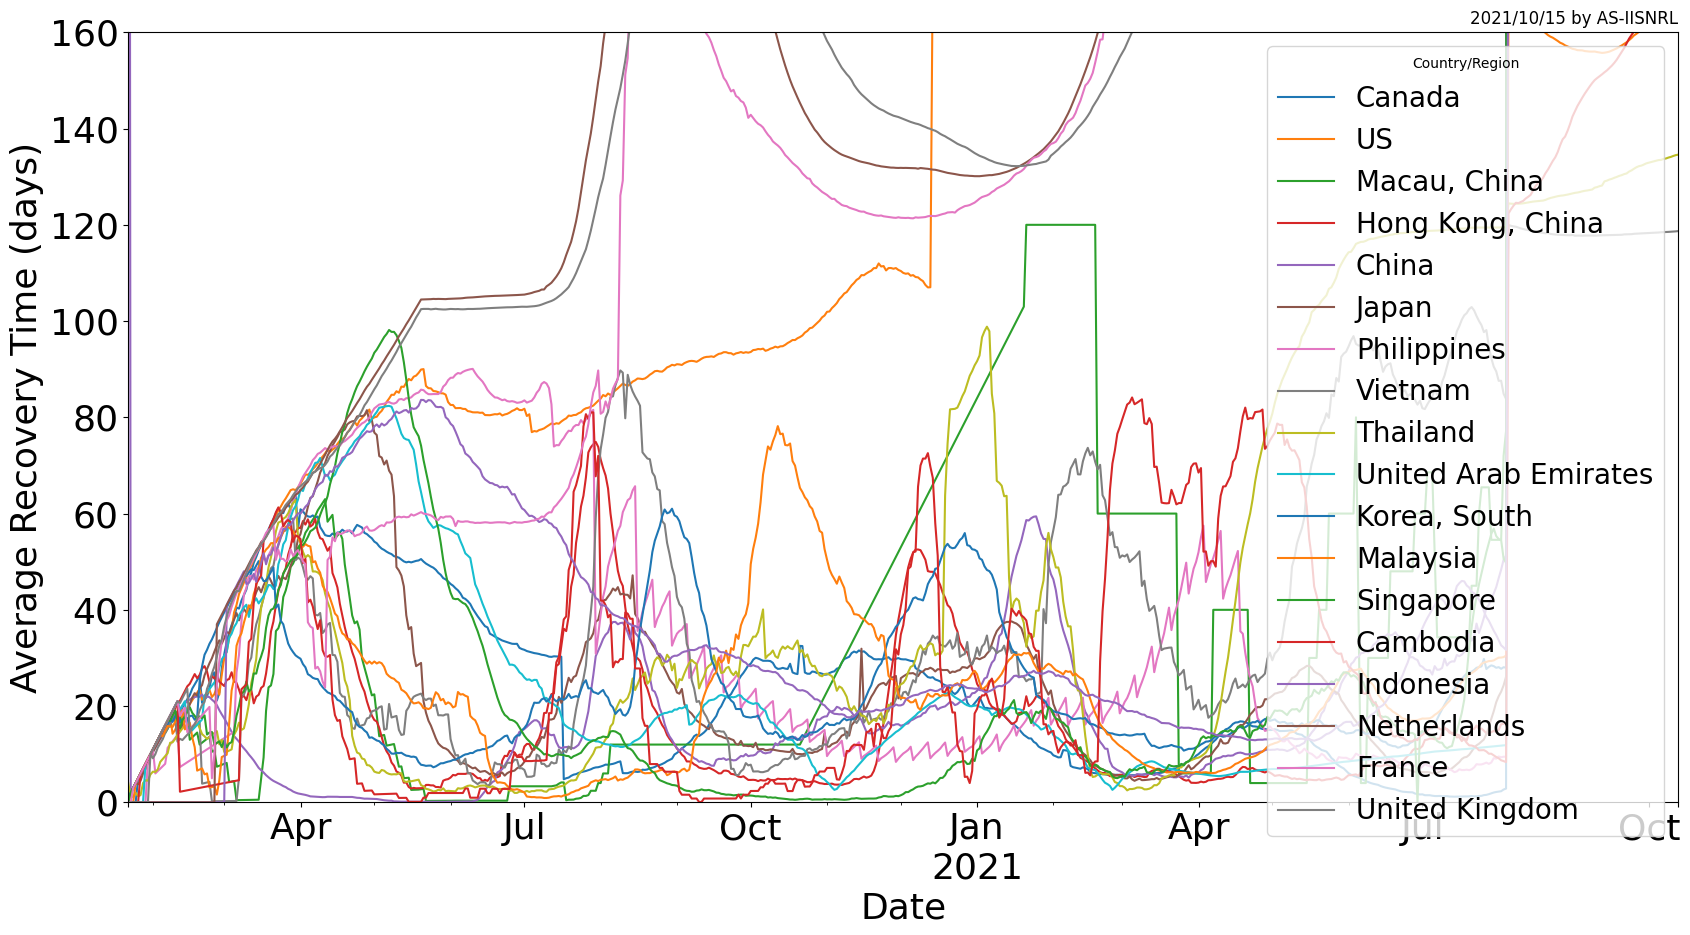 2021/10/15 by AS-IISNRL
160
140
120
100
80
60
40
20
0
Average Recovery Time (days)
Country/Region
Canada
US
Macau, China
Hong Kong, China
China
Japan
Philippines
Vietnam
Thailand
United Arab Emirates
Korea, South
Malaysia
Singapore
Cambodia
Indonesia
Netherlands
France
United Kingdom
Apr Jul Oct Jan Apr Jul Oct
2021
Date